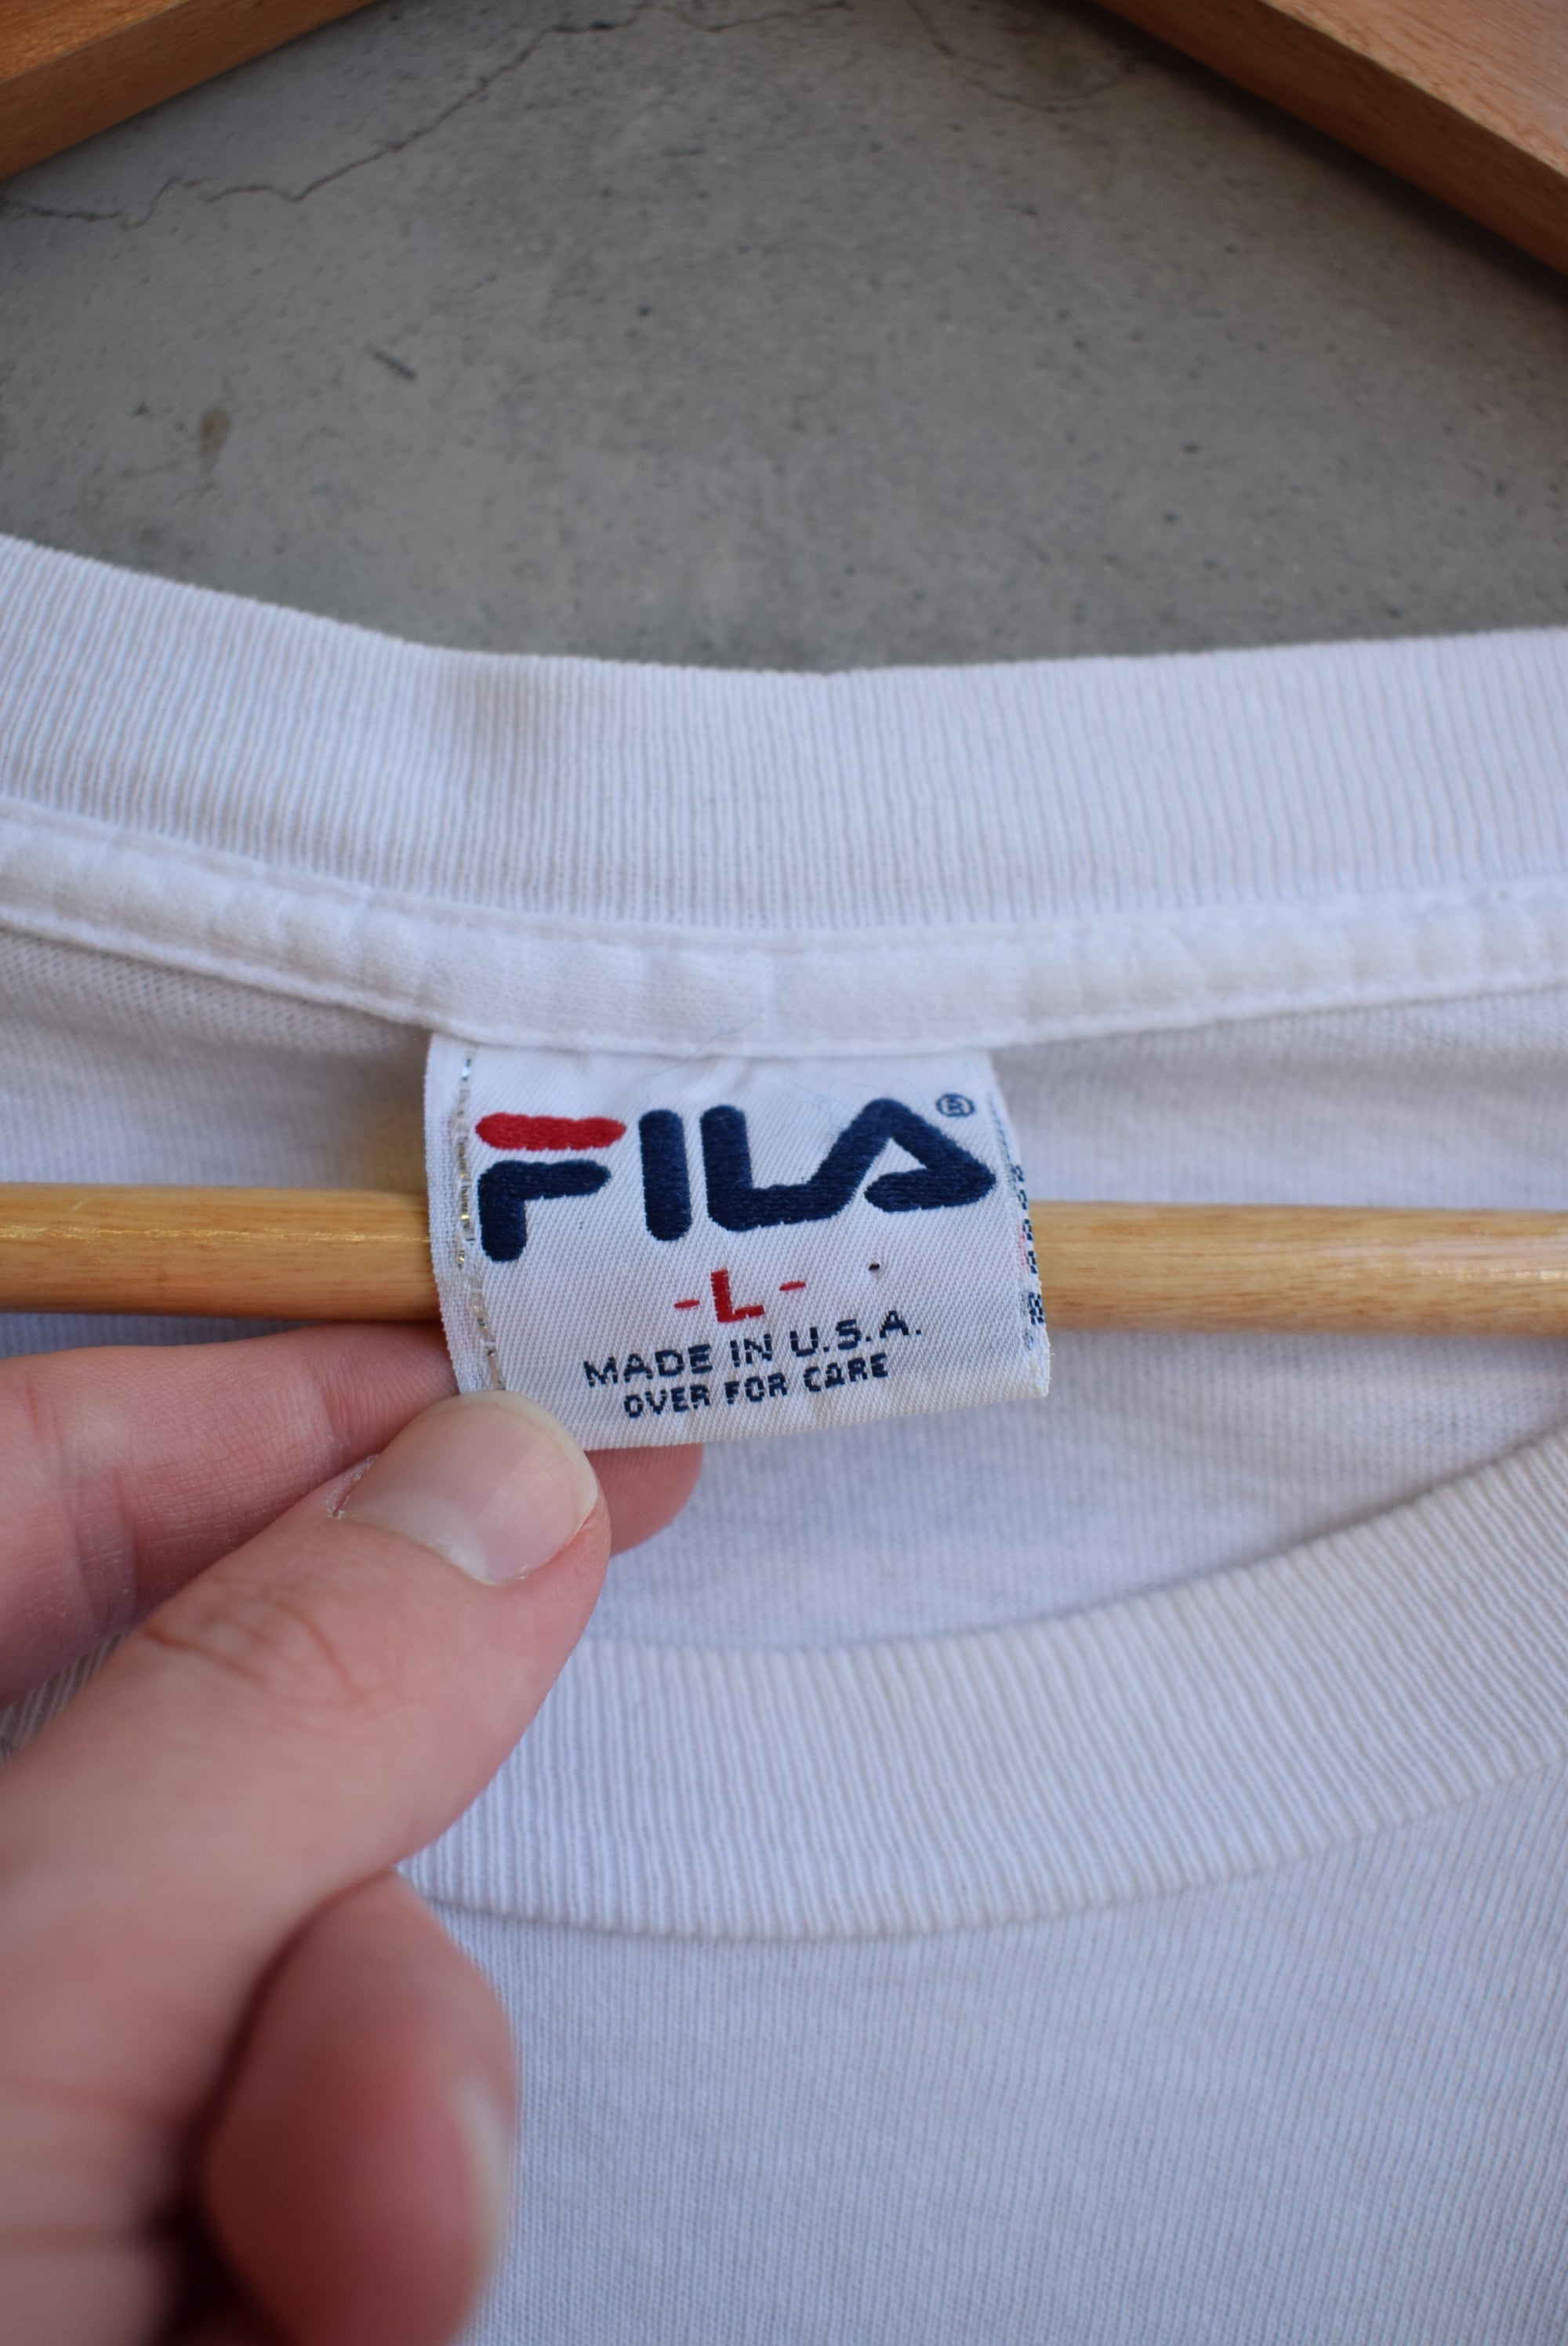 FILA®
-L-
MADE IN U.S.A.
OVER FOR CARE